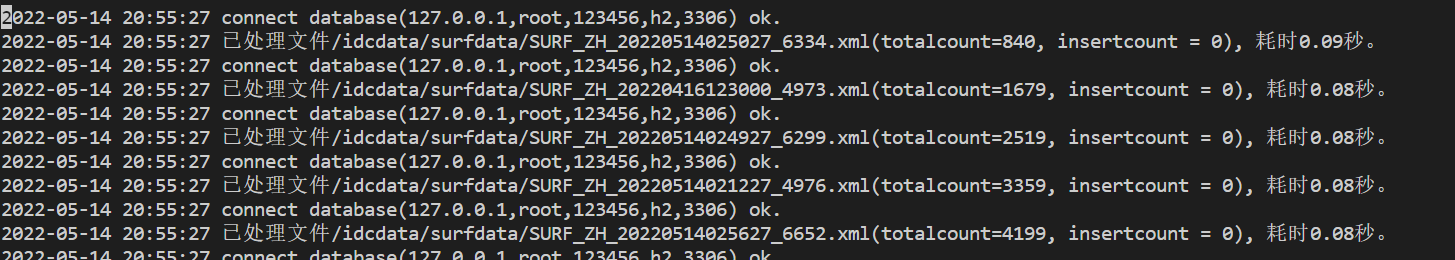 2022-05-14 20:55:27 connect database(127.0.0.1,root,123456,h2,3306) ok.
2022-05-14 20:55:27 已处理文件/idcdata/surfdata/SURF_ZH_20220514025027_6334.xml(totalcount=840, insertcount = 0), 耗时0.09秒。
2022-05-14 20:55:27 connect database(127.0.0.1,root,123456,h2,3306) ok.
2022-05-14 20:55:27 已处理文件/idcdata/surfdata/SURF_ZH_20220416123000_4973.xml(totalcount=1679, insertcount = 0), 耗时0.08秒。
2022-05-14 20:55:27 connect database(127.0.0.1,root,123456,h2,3306) ok.
2022-05-14 20:55:27 已处理文件/idcdata/surfdata/SURF_ZH_20220514024927_6299.xml(totalcount=2519, insertcount = 0), 耗时0.08秒。
2022-05-14 20:55:27 connect database(127.0.0.1,root,123456,h2,3306) ok.
2022-05-14 20:55:27 已处理文件/idcdata/surfdata/SURF_ZH_20220514021227_4976.xml(totalcount=3359, insertcount = 0), 耗时0.08秒。
2022-05-14 20:55:27 connect database(127.0.0.1,root,123456,h2,3306) ok.
2022-05-14 20:55:27 已处理文件/idcdata/surfdata/SURF_ZH_20220514025627_6652.xml(totalcount=4199, insertcount = 0), 耗时0.08秒。
2022-05-14 20:55:27 connect database(127.0.0.1,root,123456,h2,3306) ok.